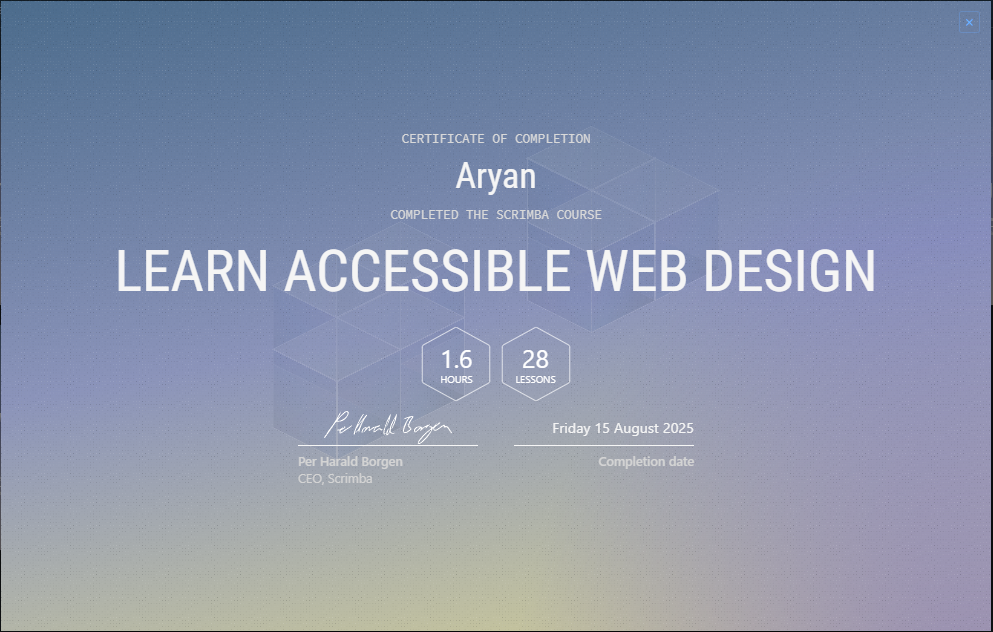 CERTIFICATE OF COMPLETION
Aryan
COMPLETED THE SCRIMBA COURSE
LEARN ACCESSIBLE WEB DESIGN
1.6 HOURS
28 LESSONS
Per Harald Borgen
Friday 15 August 2025
Per Harald Borgen
Completion date
CEO, Scrimba